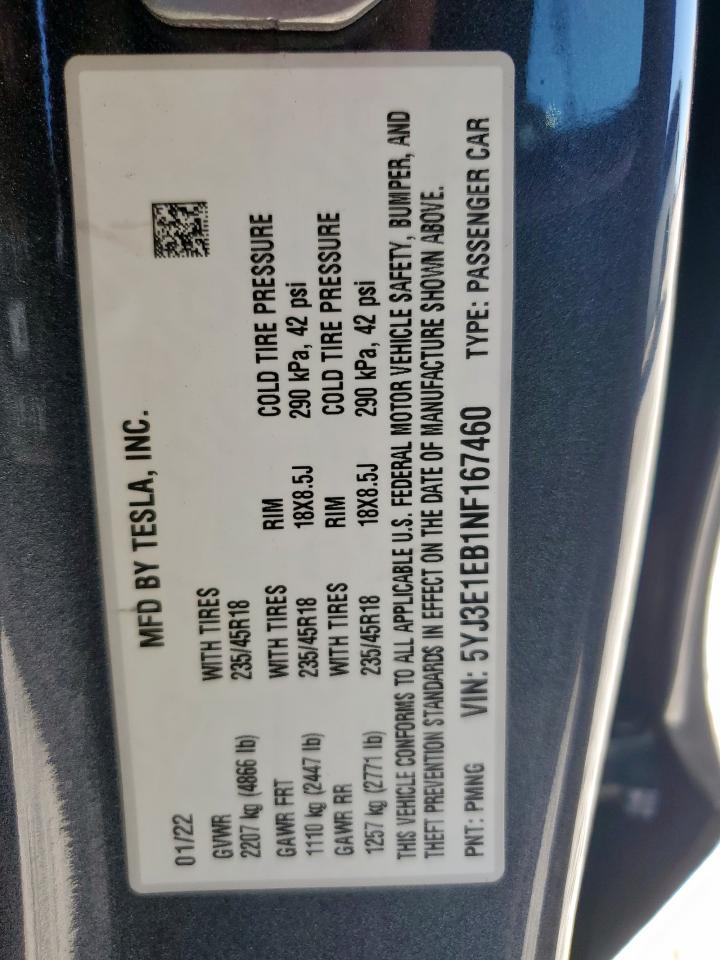 MFD BY TESLA, INC.
01/22
GVWR WITH TIRES
2207 kg (4866 lb) 235/45R18
GAWR FRT WITH TIRES RIM COLD TIRE PRESSURE
1110 kg (2447 lb) 235/45R18 18X8.5J 290 kPa, 42 psi
GAWR RR WITH TIRES RIM COLD TIRE PRESSURE
1257 kg (2771 lb) 235/45R18 18X8.5J 290 kPa, 42 psi
THIS VEHICLE CONFORMS TO ALL APPLICABLE U.S. FEDERAL MOTOR VEHICLE SAFETY, BUMPER, AND
THEFT PREVENTION STANDARDS IN EFFECT ON THE DATE OF MANUFACTURE SHOWN ABOVE.
PNT: PMNG VIN: 5YJ3E1EB1NF167460 TYPE: PASSENGER CAR